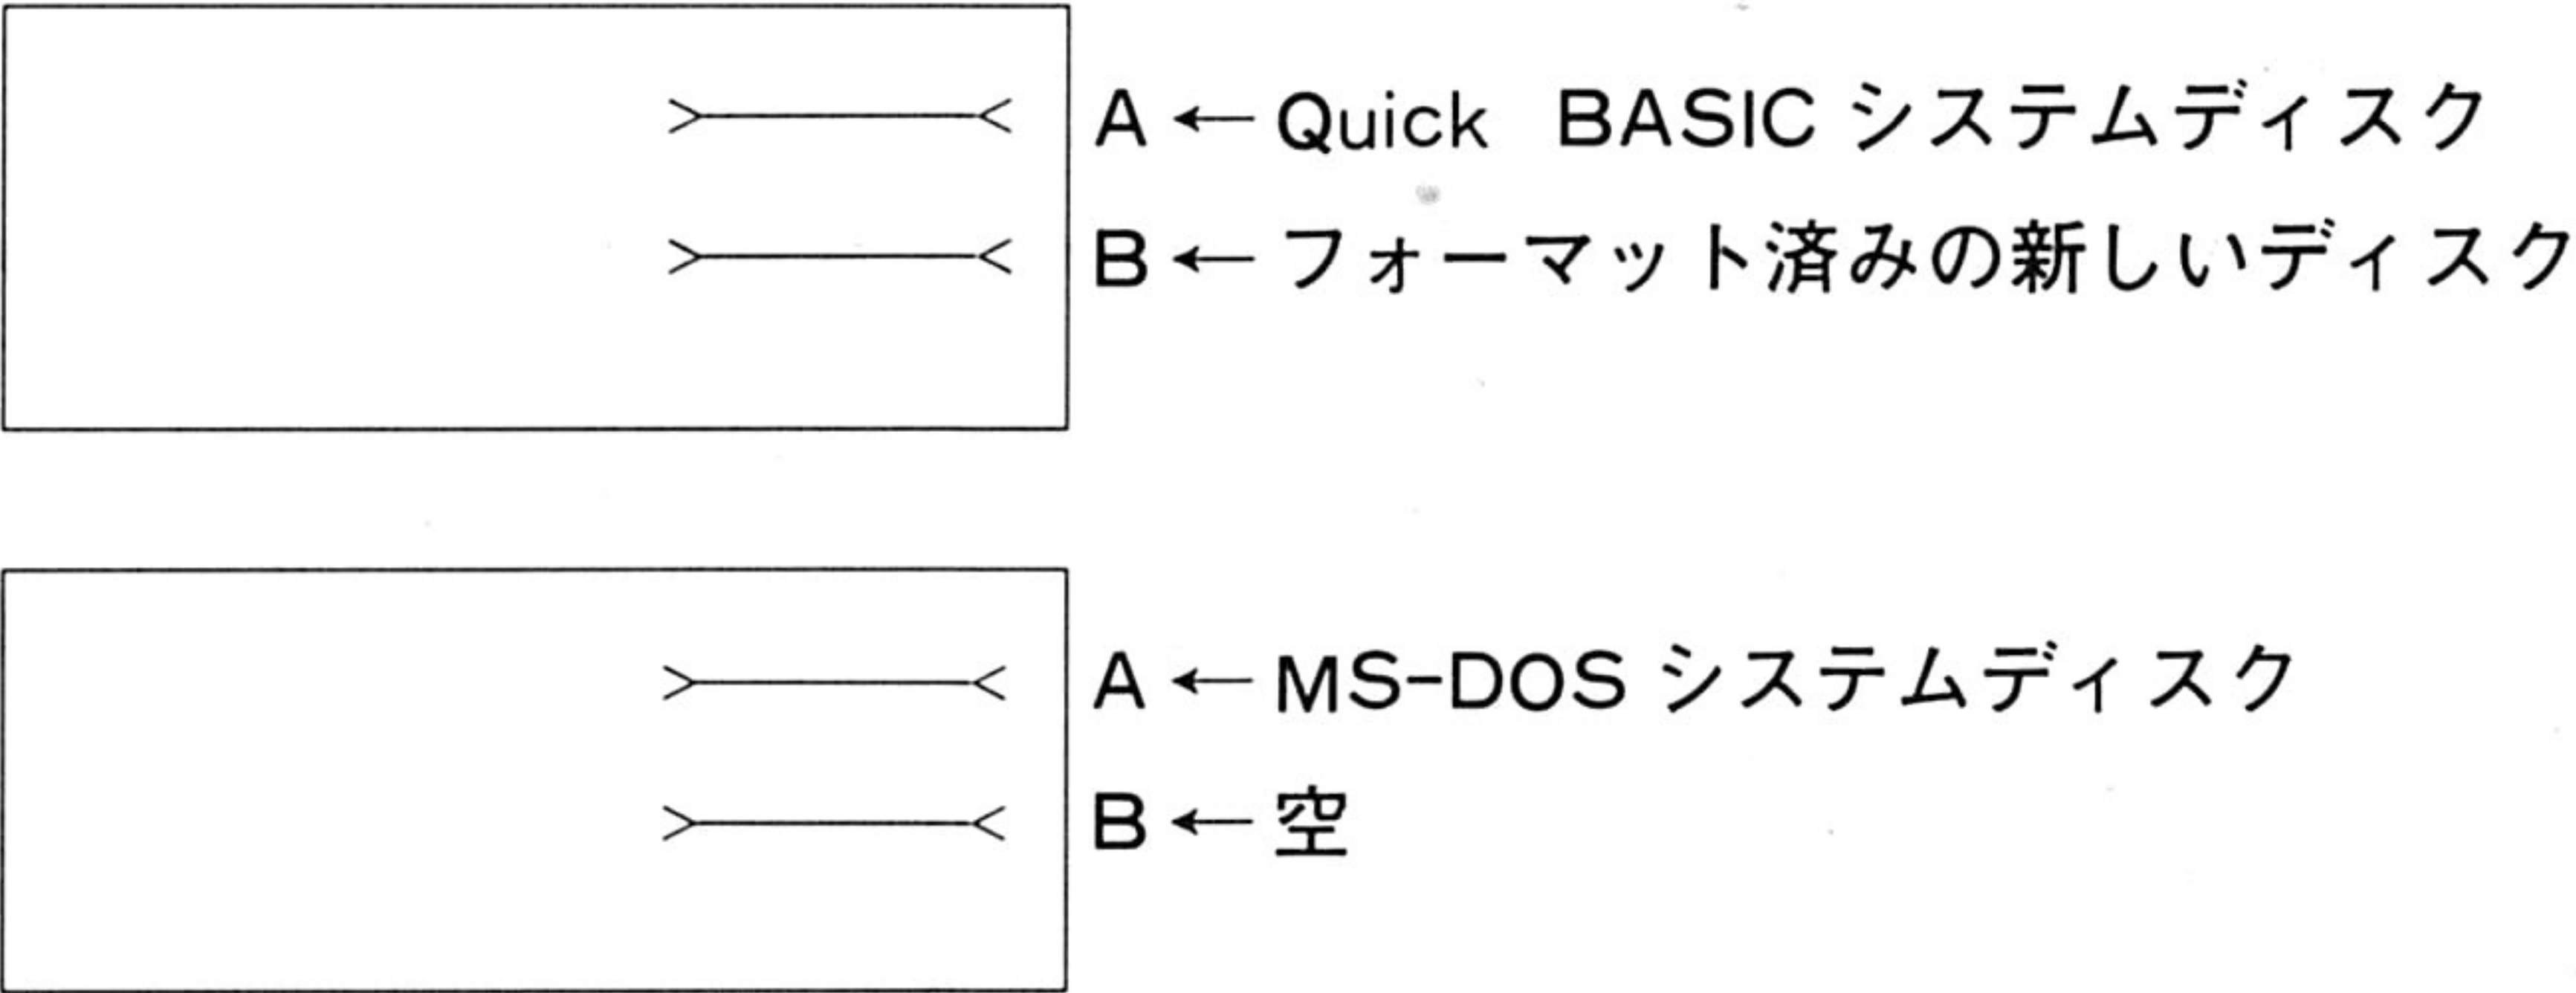 A ← Quick BASIC システムディスク
B ← フォーマット済みの新しいディスク
A ← MS-DOS システムディスク
B ← 空